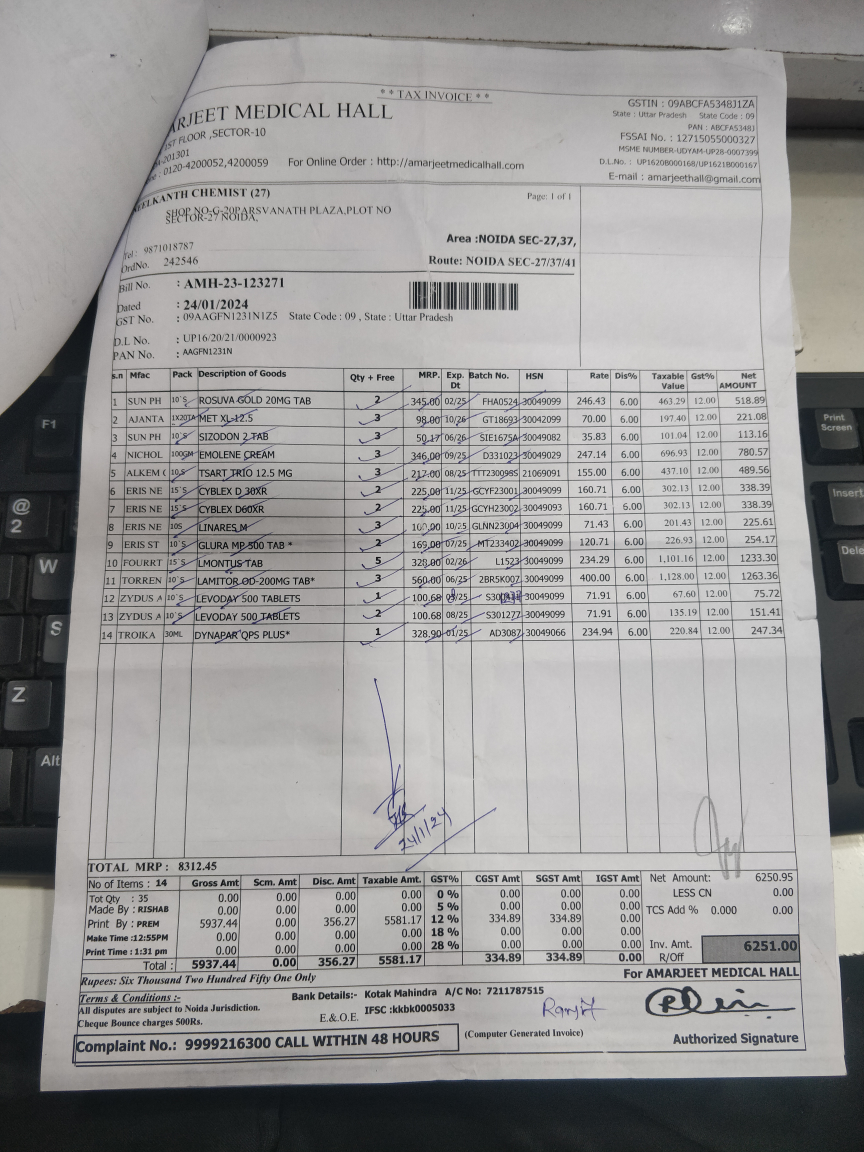 ** TAX INVOICE **
ARJEET MEDICAL HALL
1ST FLOOR ,SECTOR-10
201301
0120-4200052,4200059 For Online Order : http://amarjeetmedicalhall.com
GSTIN : 09ABCFA5348J1ZA
State : Uttar Pradesh State Code : 09
PAN : ABCFA5348J
FSSAI No. : 12715055000327
MSME NUMBER-UDYAM-UP28-0007399
D.L.No. : UP1620B000168/UP1621B000167
E-mail : amarjeethall@gmail.com
EELKANTH CHEMIST (27) Page: 1 of 1
SHOP NO-G-20PARSVANATH PLAZA,PLOT NO
SECTOR-27 NOIDA,
Tel : 9871018787
OrdNo. 242546
Area :NOIDA SEC-27,37,
Route: NOIDA SEC-27/37/41
Bill No. : AMH-23-123271
Dated : 24/01/2024
GST No. : 09AAGFN1231N1Z5 State Code : 09 , State : Uttar Pradesh
D.L No. : UP16/20/21/0000923
PAN No. : AAGFN1231N
s.n Mfac Pack Description of Goods Qty + Free MRP. Exp. Dt Batch No. HSN Rate Dis% Taxable Value Gst% Net AMOUNT
1 SUN PH 10`S ROSUVA GOLD 20MG TAB 2 345.00 02/25 FHA0524 30049099 246.43 6.00 463.29 12.00 518.89
2 AJANTA 1X20TA MET XL-12.5 3 98.00 10/26 GT18693 30042099 70.00 6.00 197.40 12.00 221.08
3 SUN PH 10`S SIZODON 2 TAB 3 50.17 06/26 SIE1675A 30049082 35.83 6.00 101.04 12.00 113.16
4 NICHOL 100GM EMOLENE CREAM 3 346.00 09/25 D331023 30049029 247.14 6.00 696.93 12.00 780.57
5 ALKEM ( 10,S TSART TRIO 12.5 MG 3 217.00 08/25 TTT23009BS 21069091 155.00 6.00 437.10 12.00 489.56
6 ERIS NE 15`S CYBLEX D 30XR 2 225.00 11/25 GCYF23001 30049099 160.71 6.00 302.13 12.00 338.39
7 ERIS NE 15`S CYBLEX D60XR 2 225.00 11/25 GCYH23002 30049093 160.71 6.00 302.13 12.00 338.39
8 ERIS NE 10S LINARES M 3 100.00 10/25 GLNN23004 30049099 71.43 6.00 201.43 12.00 225.61
9 ERIS ST 10`S GLURA MP 500 TAB * 2 169.00 07/25 MT233402 30049099 120.71 6.00 226.93 12.00 254.17
10 FOURRT 15`S LMONTUS TAB 5 328.00 02/26 L1523 30049099 234.29 6.00 1,101.16 12.00 1233.30
11 TORREN 10`S LAMITOR OD-200MG TAB* 3 560.00 06/25 2BR5K007 30049099 400.00 6.00 1,128.00 12.00 1263.36
12 ZYDUS A 10`S LEVODAY 500 TABLETS 1 100.68 /25 30049099 71.91 6.00 67.60 12.00 75.72
13 ZYDUS A 10`S LEVODAY 500 TABLETS 2 100.68 08/25 S301277 30049099 71.91 6.00 135.19 12.00 151.41
14 TROIKA 30ML DYNAPAR QPS PLUS* 1 328.90 01/25 AD3087 30049066 234.94 6.00 220.84 12.00 247.34
24/1/24
TOTAL MRP : 8312.45
No of Items : 14 Gross Amt Scm. Amt Disc. Amt Taxable Amt. GST% CGST Amt SGST Amt IGST Amt Net Amount: 6250.95
Tot Qty : 35 0.00 0.00 0.00 0.00 0 % 0.00 0.00 0.00 LESS CN 0.00
Made By : RISHAB 0.00 0.00 0.00 0.00 5 % 0.00 0.00 0.00 TCS Add % 0.000 0.00
Print By : PREM 5937.44 0.00 356.27 5581.17 12 % 334.89 334.89 0.00
Make Time :12:55PM 0.00 0.00 0.00 0.00 18 % 0.00 0.00 0.00 Inv. Amt. 6251.00
Print Time : 1:31 pm 0.00 0.00 0.00 0.00 28 % 0.00 0.00 0.00 R/Off
Total : 5937.44 0.00 356.27 5581.17 334.89 334.89 0.00
Rupees: Six Thousand Two Hundred Fifty One Only
For AMARJEET MEDICAL HALL
Terms & Conditions :- Bank Details:- Kotak Mahindra A/C No: 7211787515
All disputes are subject to Noida Jurisdiction. IFSC :kkbk0005033
Cheque Bounce charges 500Rs. E.& O.E.
Ranjit
Complaint No.: 9999216300 CALL WITHIN 48 HOURS (Computer Generated Invoice) Authorized Signature
F1
@
2
W
S
Z
Alt
Print
Screen
Insert
Dele